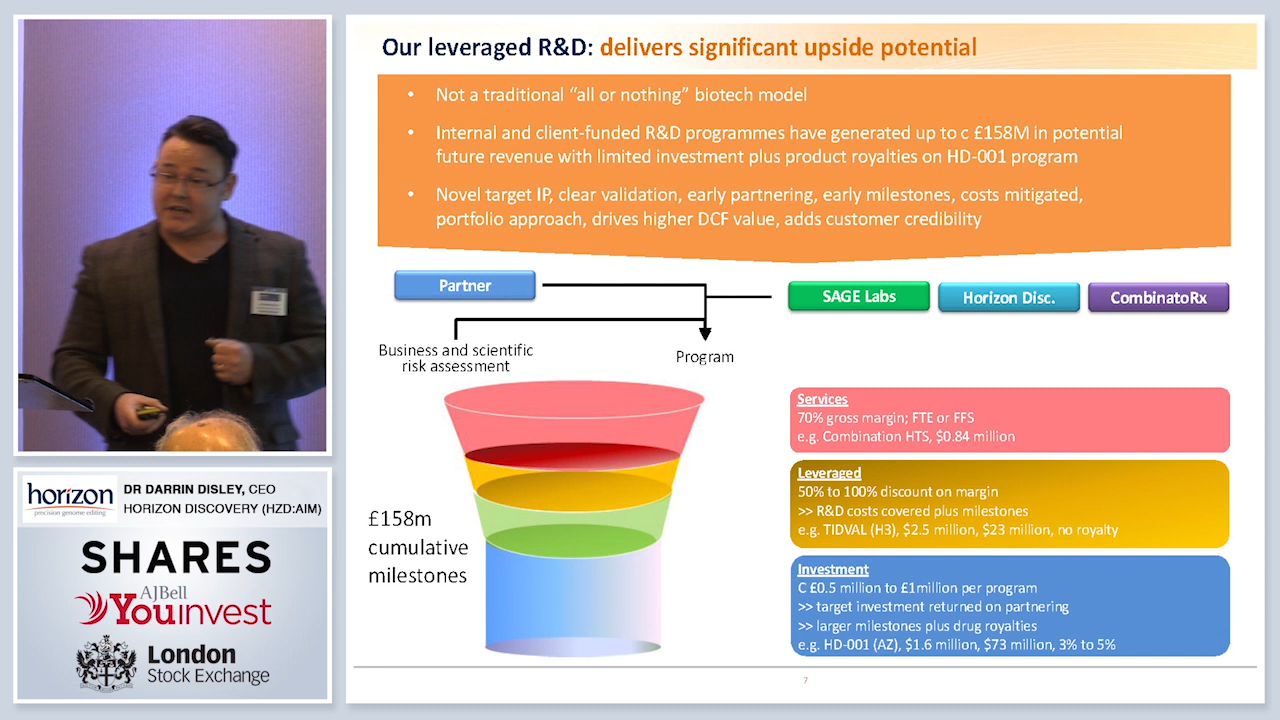 Our leveraged R&D: delivers significant upside potential
• Not a traditional “all or nothing” biotech model
• Internal and client-funded R&D programmes have generated up to c £158M in potential
future revenue with limited investment plus product royalties on HD-001 program
• Novel target IP, clear validation, early partnering, early milestones, costs mitigated,
portfolio approach, drives higher DCF value, adds customer credibility
Partner
SAGE Labs
Horizon Disc.
CombinatoRx
Business and scientific
risk assessment
Program
£158m
cumulative
milestones
Services
70% gross margin; FTE or FFS
e.g. Combination HTS, $0.84 million
Leveraged
50% to 100% discount on margin
>> R&D costs covered plus milestones
e.g. TIDVAL (H3), $2.5 million, $23 million, no royalty
Investment
C £0.5 million to £1million per program
>> target investment returned on partnering
>> larger milestones plus drug royalties
e.g. HD-001 (AZ), $1.6 million, $73 million, 3% to 5%
7
horizon
precision genome editing
DR DARRIN DISLEY, CEO
HORIZON DISCOVERY (HZD:AIM)
SHARES
AJBell
Youinvest
London
Stock Exchange